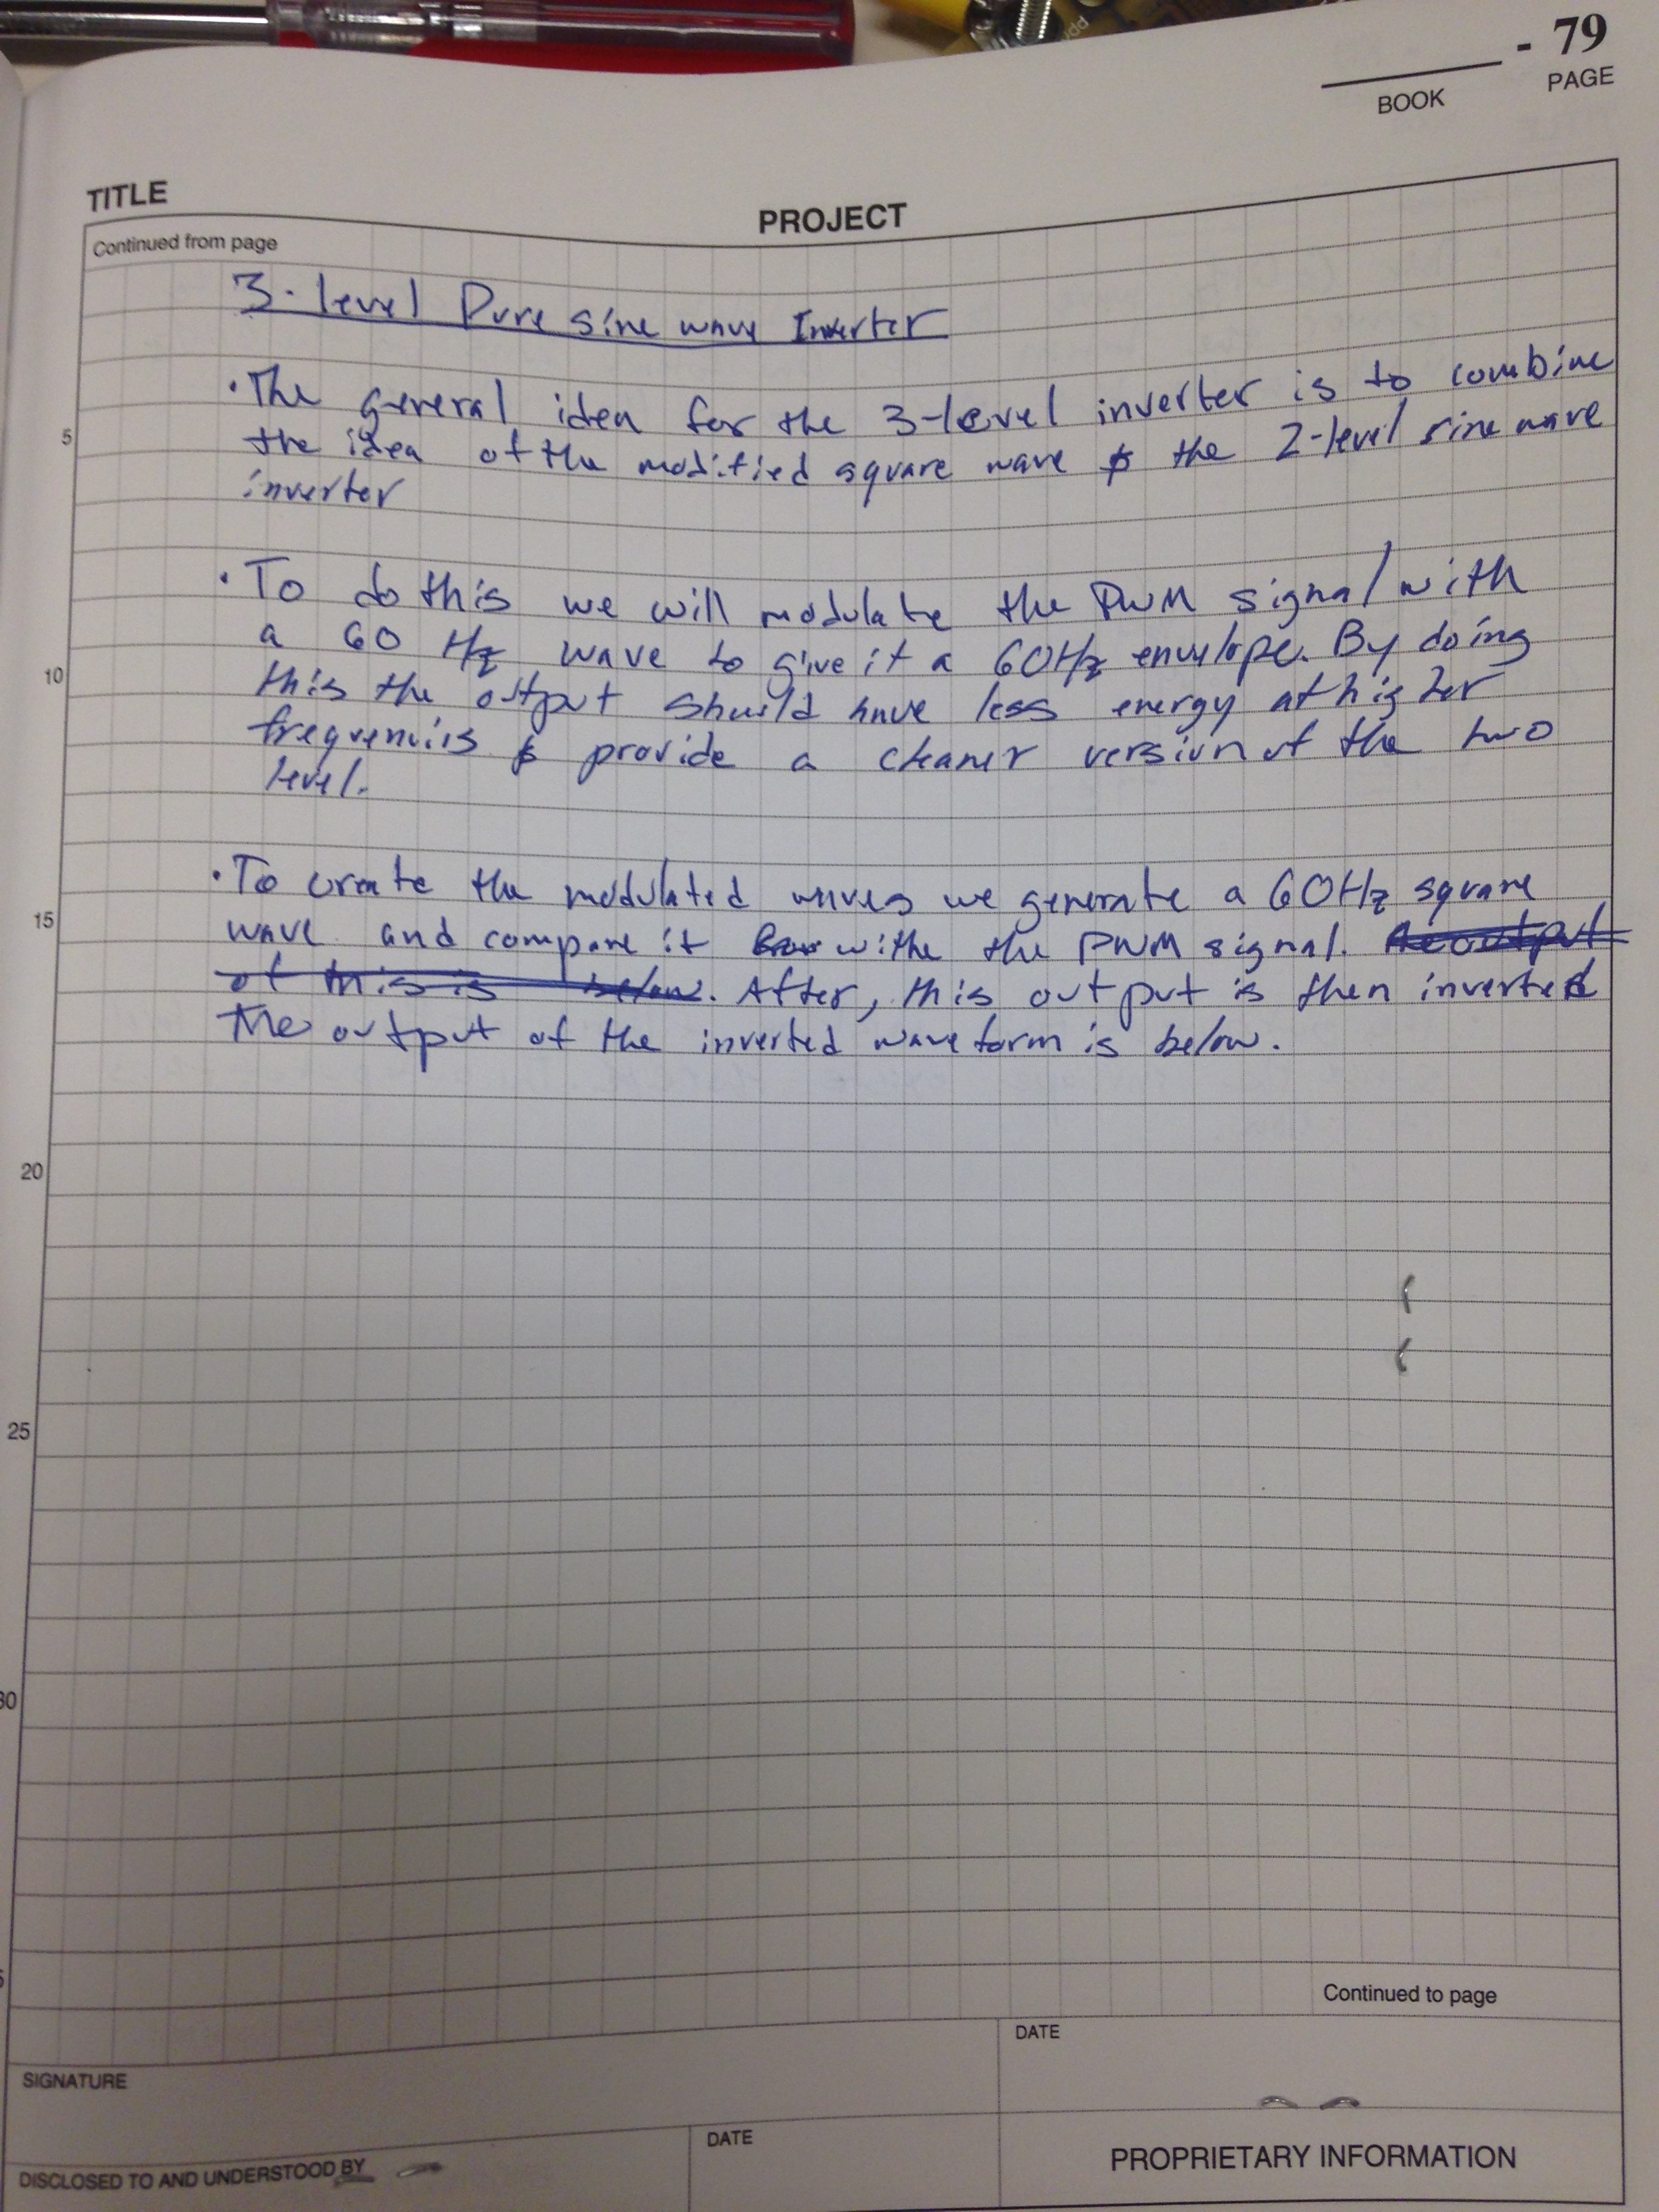 - 79
BOOK
PAGE
TITLE
PROJECT
Continued from page
3-level Pure sine wave Inverter
• The general idea for the 3-level inverter is to combine
5
the idea of the modified square wave & the 2-level sine wave
inverter
• To do this we will modulate the PWM signal with
a 60 Hz wave to give it a 60Hz envelope. By doing
10
this the output should have less energy at higher
frequencies & provide a cleaner version of the two
level.
• To create the modulated waves we generate a 60Hz square
15
wave and compare it withe the PWM signal. The output
of this is below. After, this output is then inverted
The output of the inverted waveform is below.
20
25
30
Continued to page
SIGNATURE
DATE
DISCLOSED TO AND UNDERSTOOD BY
DATE
PROPRIETARY INFORMATION